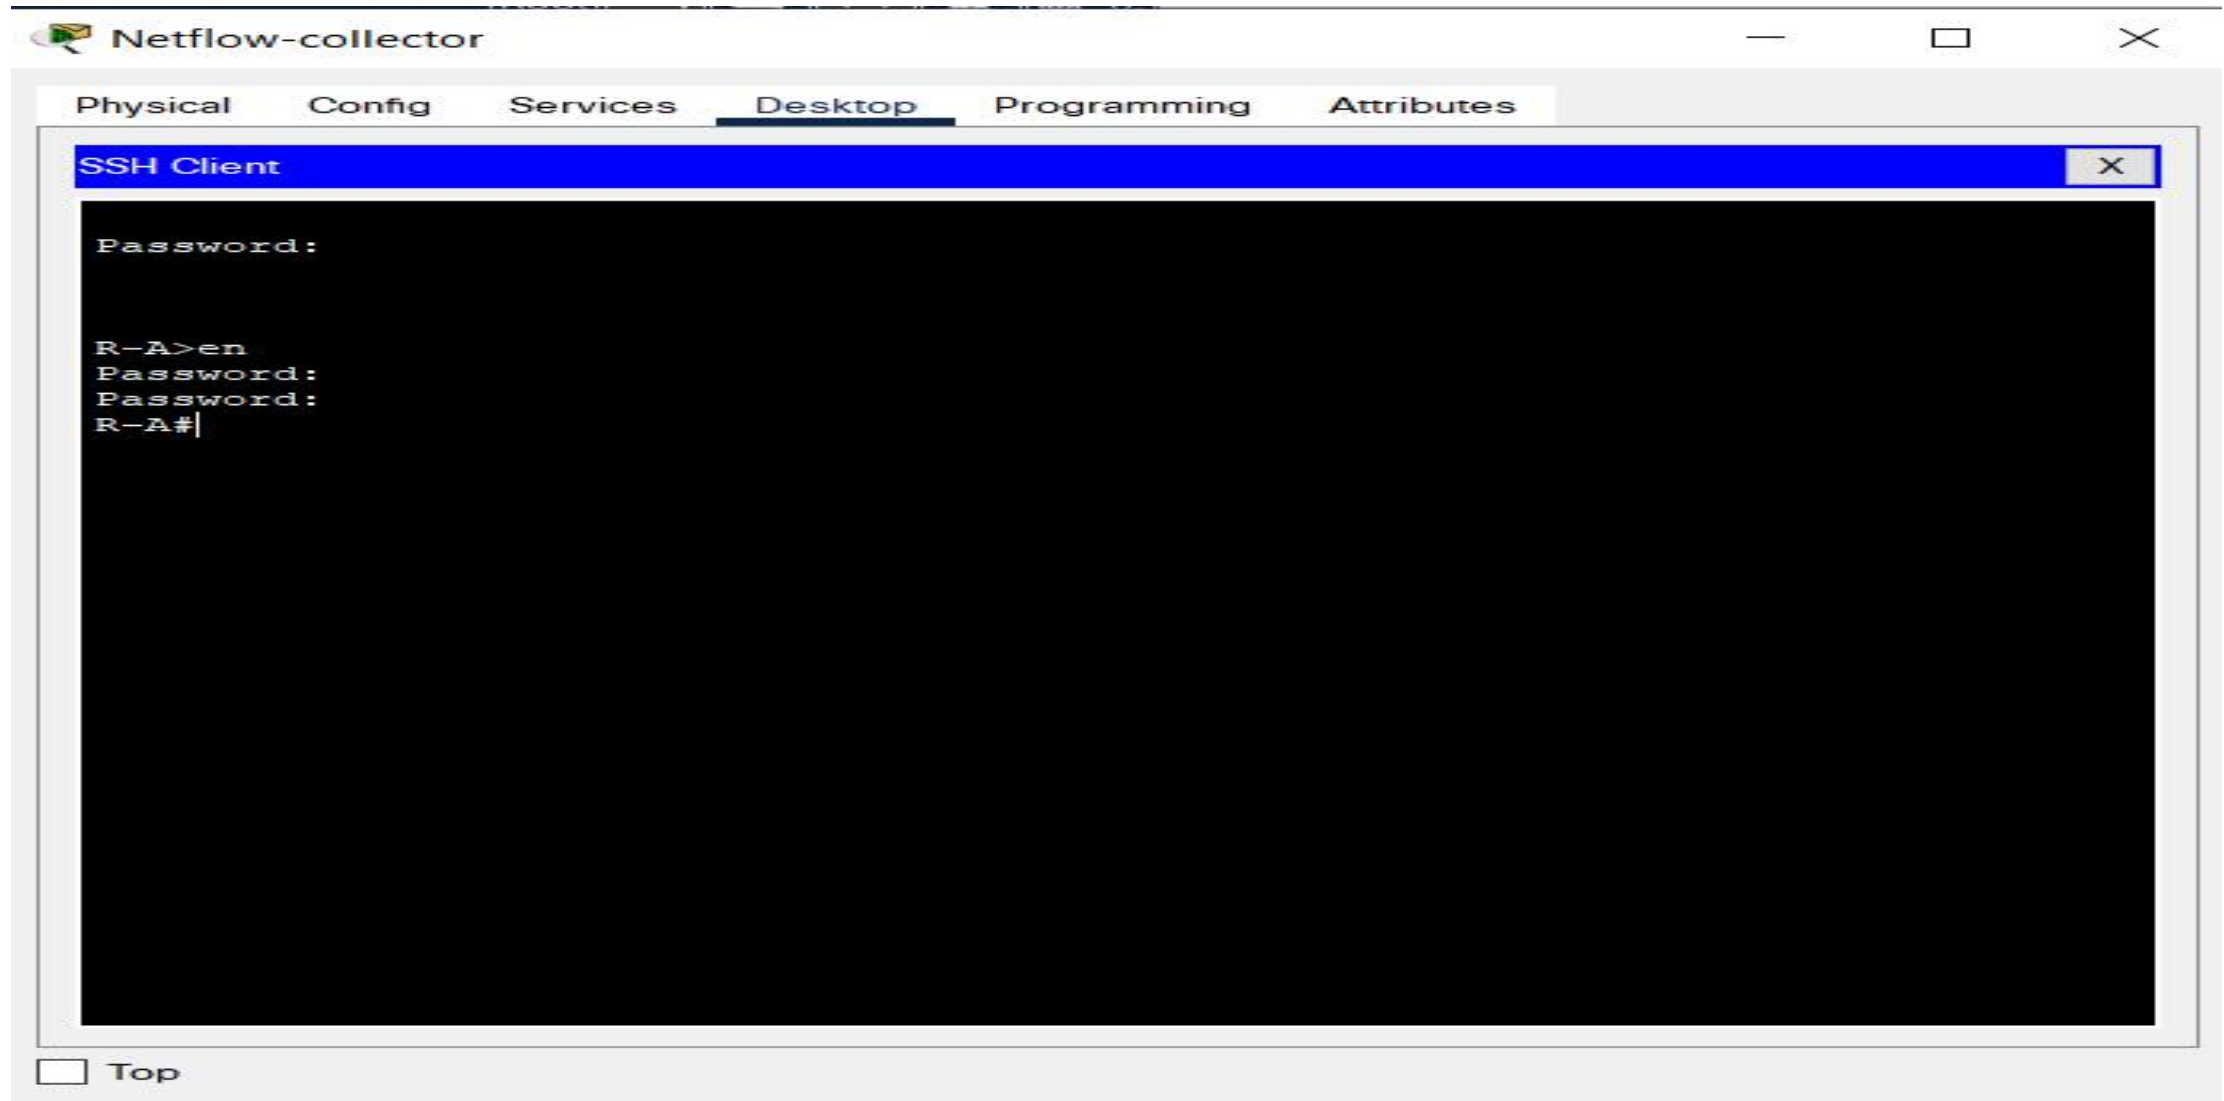 Netflow-collector
Physical Config Services Desktop Programming Attributes
SSH Client X
Password:
R-A>en
Password:
Password:
R-A#
Top